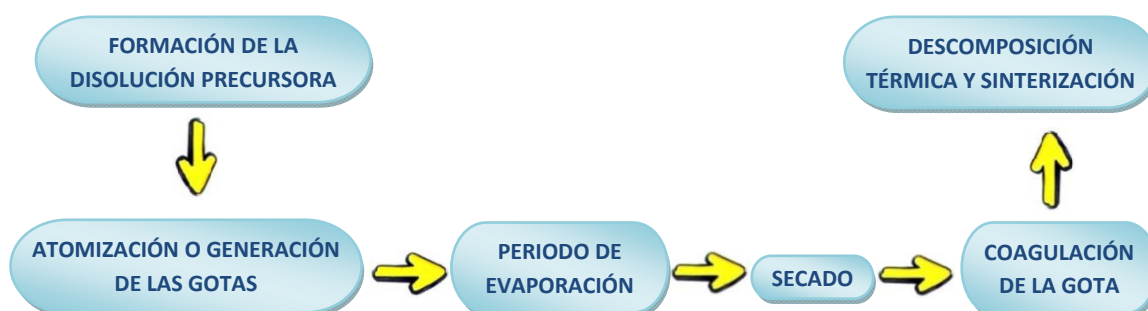 FORMACIÓN DE LA
DISOLUCIÓN PRECURSORA
ATOMIZACIÓN O GENERACIÓN
DE LAS GOTAS
PERIODO DE
EVAPORACIÓN
SECADO
COAGULACIÓN
DE LA GOTA
DESCOMPOSICIÓN
TÉRMICA Y SINTERIZACIÓN